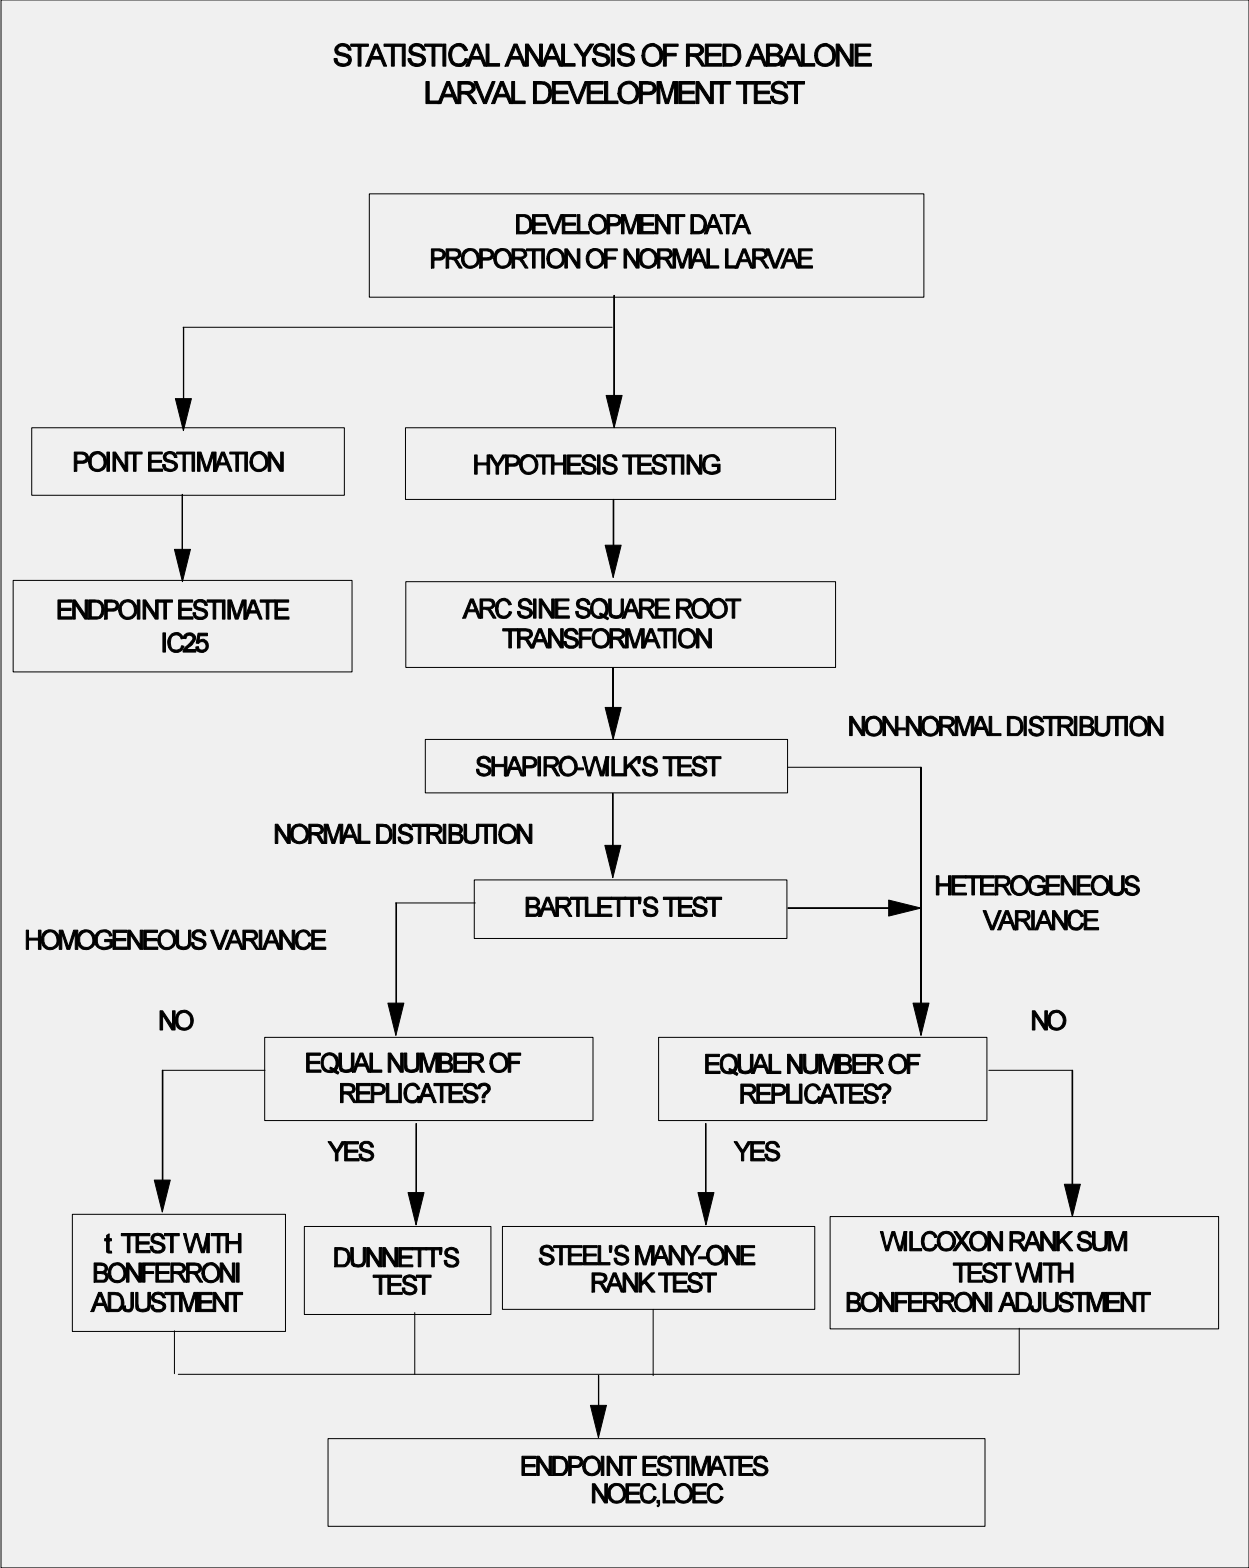 STATISTICAL ANALYSIS OF RED ABALONE
LARVAL DEVELOPMENT TEST
DEVELOPMENT DATA
PROPORTION OF NORMAL LARVAE
POINT ESTIMATION
HYPOTHESIS TESTING
ENDPOINT ESTIMATE
IC25
ARC SINE SQUARE ROOT
TRANSFORMATION
NON-NORMAL DISTRIBUTION
SHAPIRO-WILK'S TEST
NORMAL DISTRIBUTION
HETEROGENEOUS
VARIANCE
BARTLETT'S TEST
HOMOGENEOUS VARIANCE
NO
NO
EQUAL NUMBER OF
REPLICATES?
EQUAL NUMBER OF
REPLICATES?
YES
YES
t TEST WITH
BONFERRONI
ADJUSTMENT
DUNNETT'S
TEST
STEEL'S MANY-ONE
RANK TEST
WILCOXON RANK SUM
TEST WITH
BONFERRONI ADJUSTMENT
ENDPOINT ESTIMATES
NOEC,LOEC